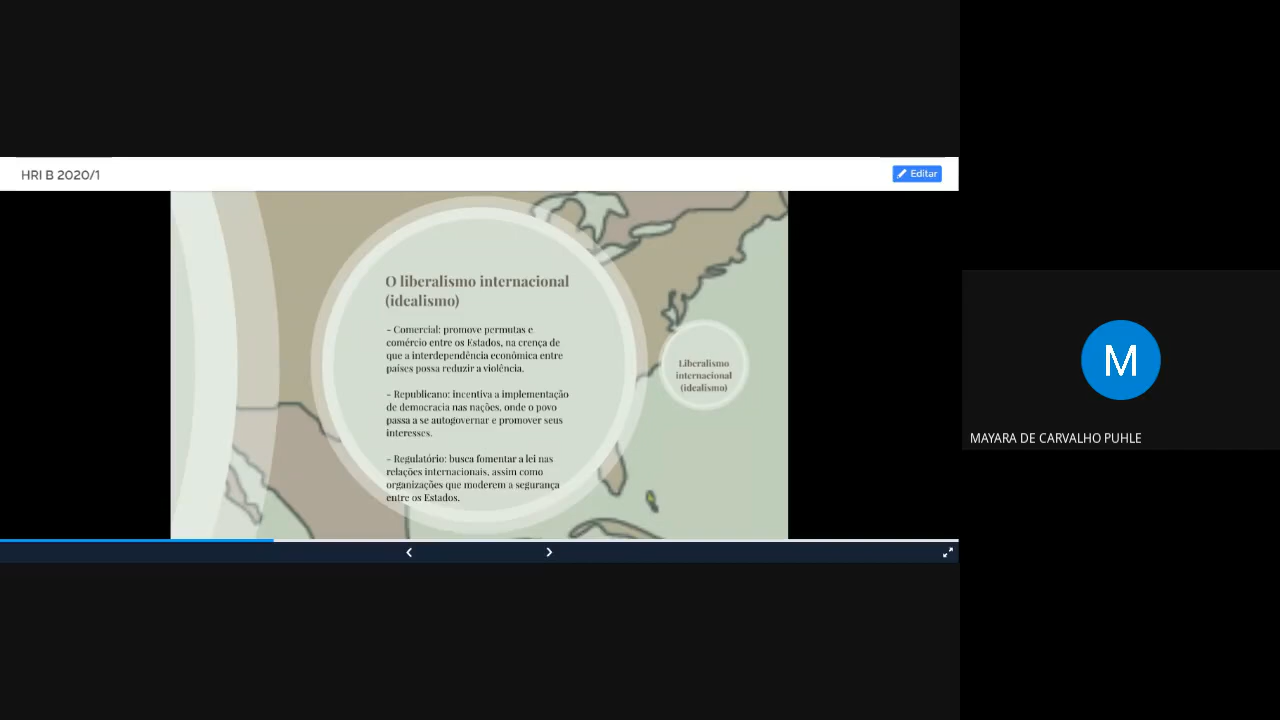 HRI B 2020/1
Editar
O liberalismo internacional
(idealismo)
- Comercial: promove permutas e
comércio entre os Estados, na crença de
que a interdependência econômica entre
países possa reduzir a violência.
- Republicano: incentiva a implementação
de democracia nas nações, onde o povo
passa a se autogovernar e promover seus
interesses.
- Regulatório: busca fomentar a lei nas
relações internacionais, assim como
organizações que moderem a segurança
entre os Estados.
Liberalismo
internacional
(idealismo)
M
MAYARA DE CARVALHO PUHLE